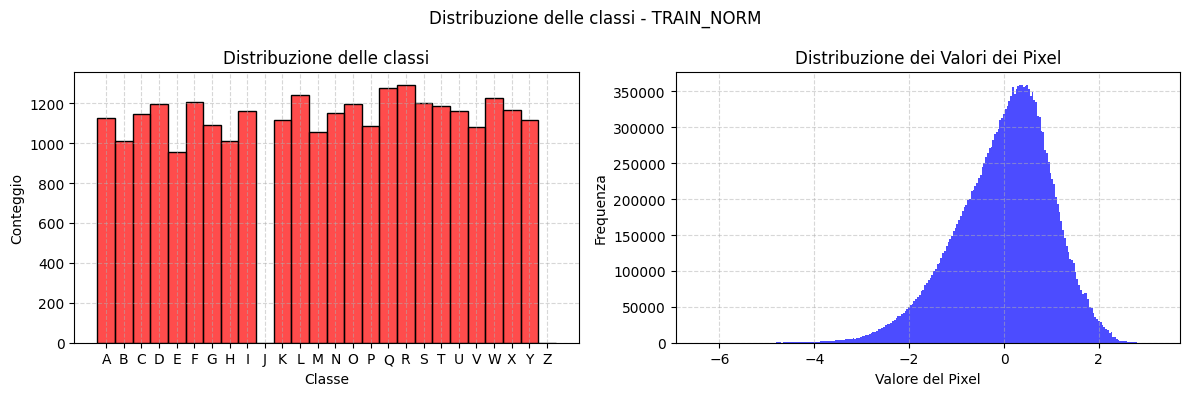 Distribuzione delle classi - TRAIN_NORM
Distribuzione delle classi
Conteggio
1200
1000
800
600
400
200
0
A B C D E F G H I J K L M N O P Q R S T U V W X Y Z
Classe
Distribuzione dei Valori dei Pixel
Frequenza
350000
300000
250000
200000
150000
100000
50000
0
−6 −4 −2 0 2
Valore del Pixel